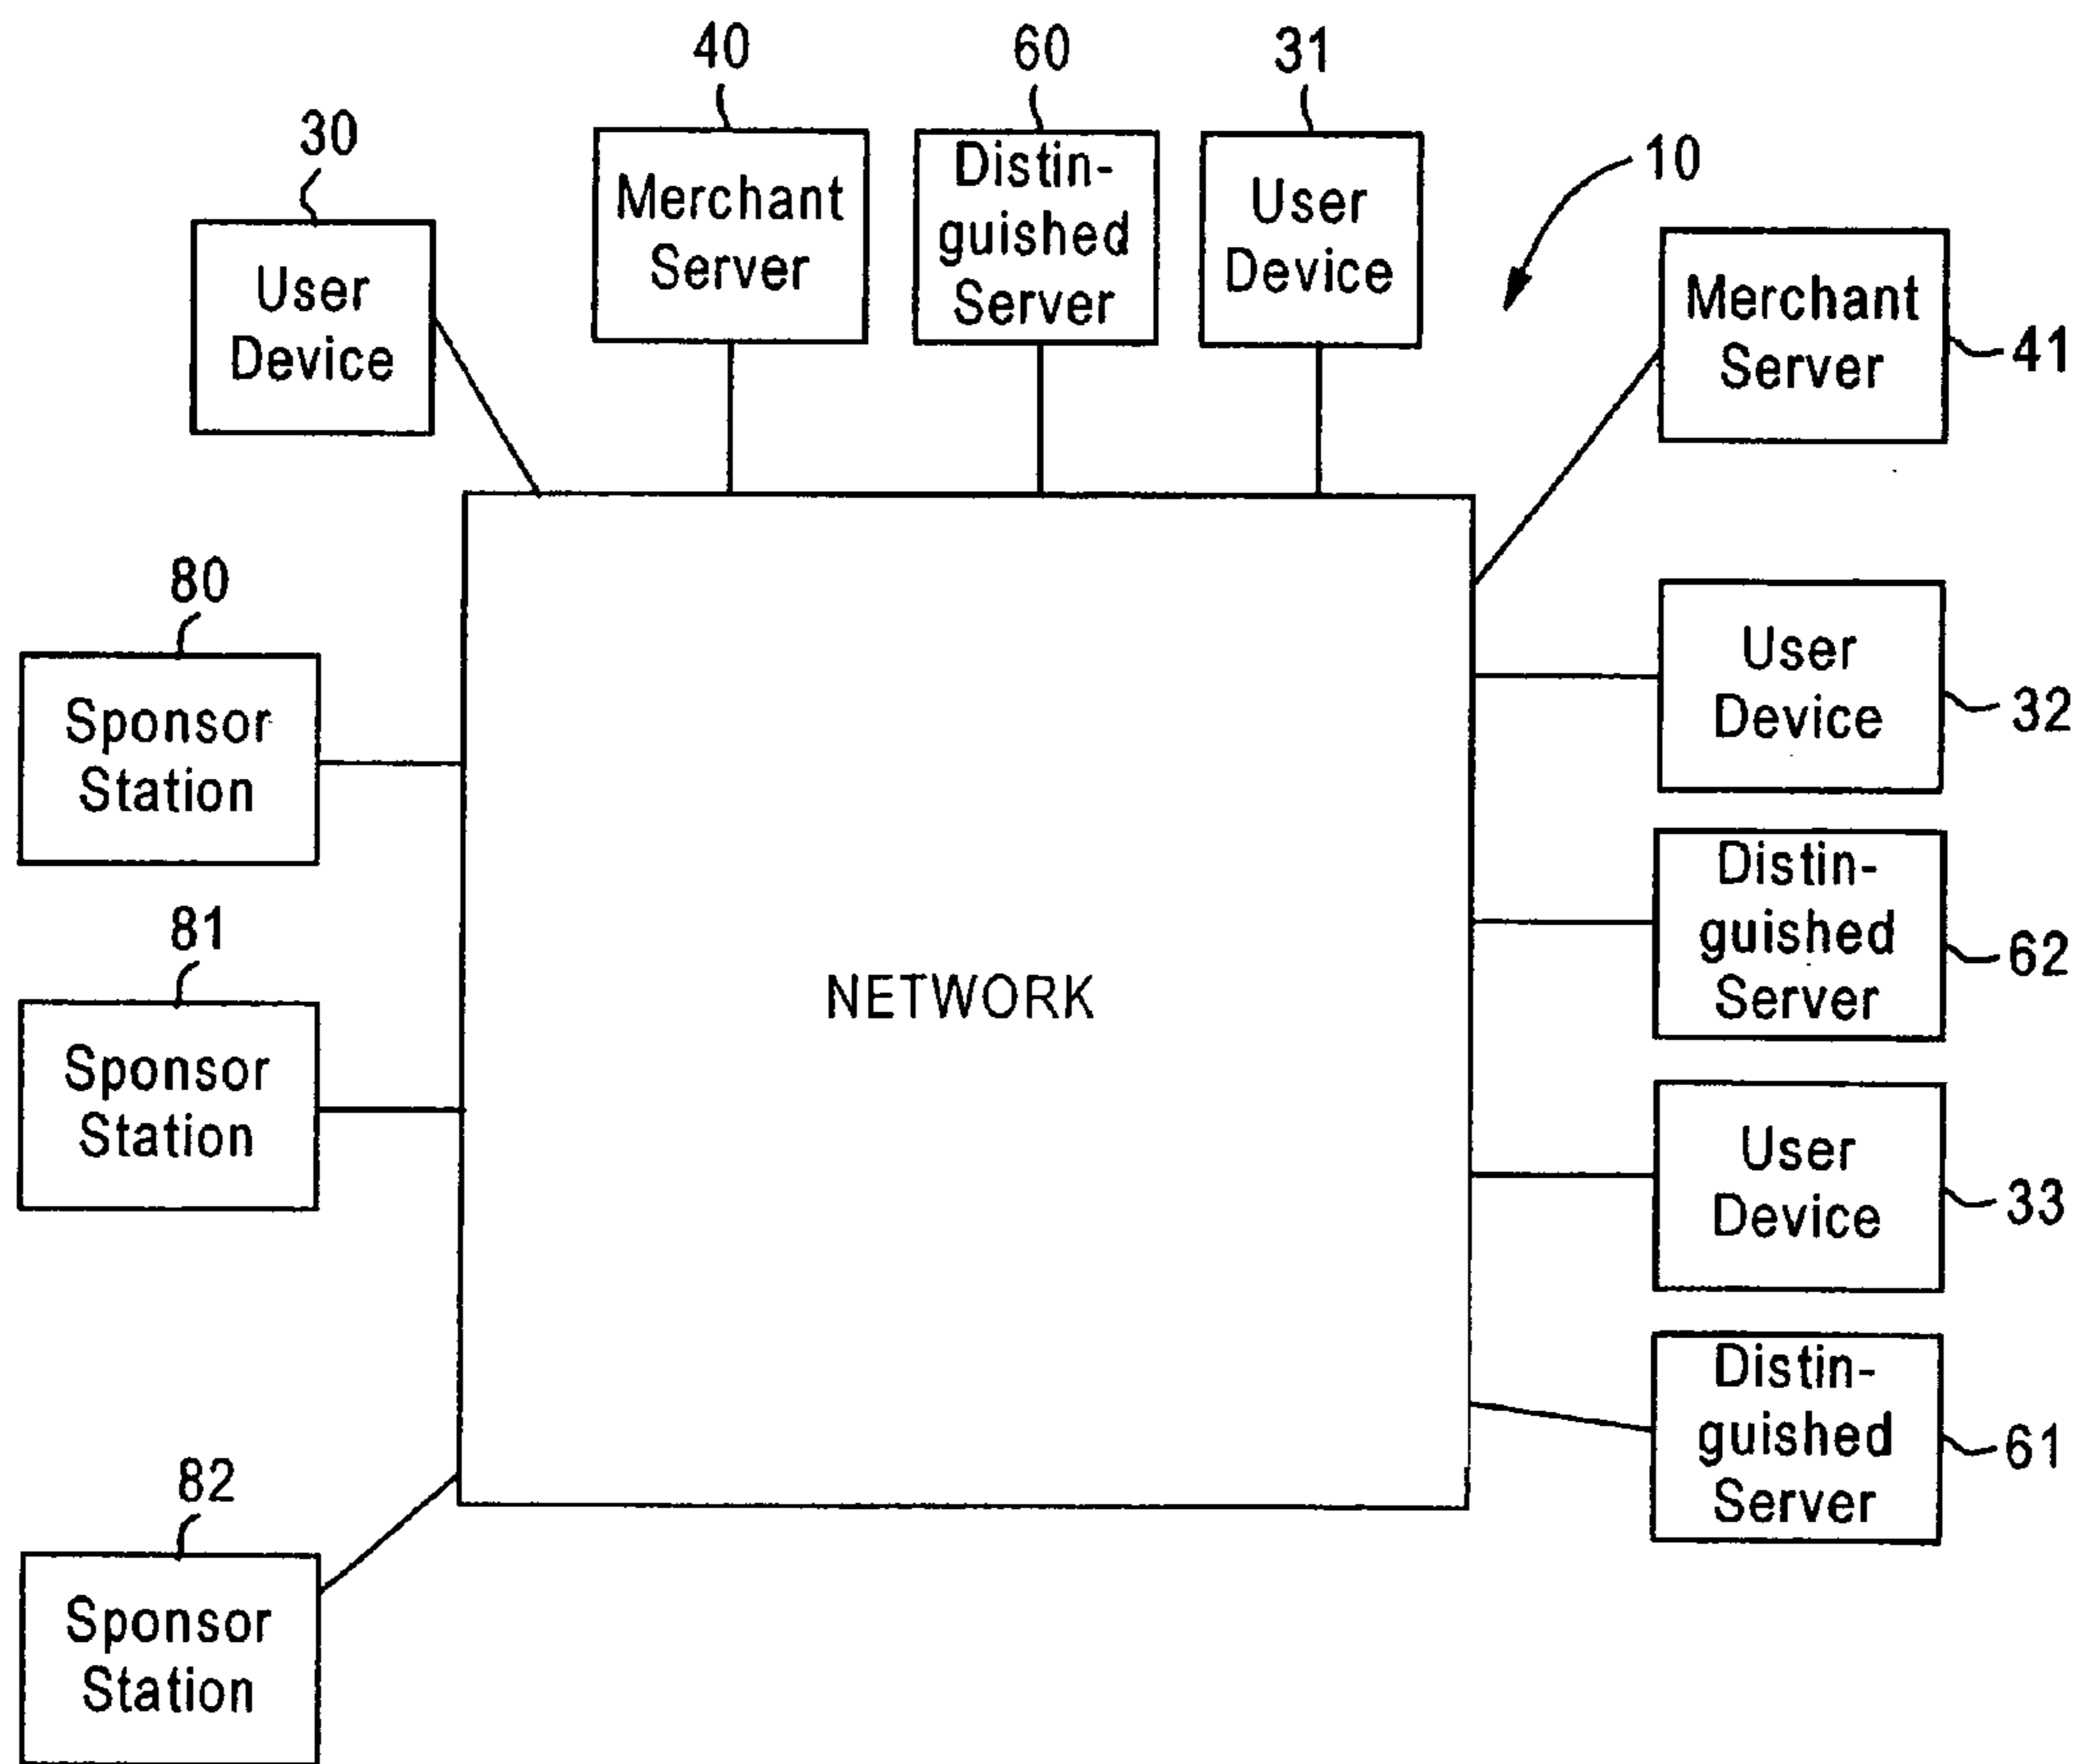 40
60
31
30
10
Merchant
Server
Distin-
guished
Server
User
Device
User
Device
Merchant
Server
41
80
Sponsor
Station
User
Device
32
81
Sponsor
Station
NETWORK
Distin-
guished
Server
62
User
Device
33
82
Sponsor
Station
Distin-
guished
Server
61